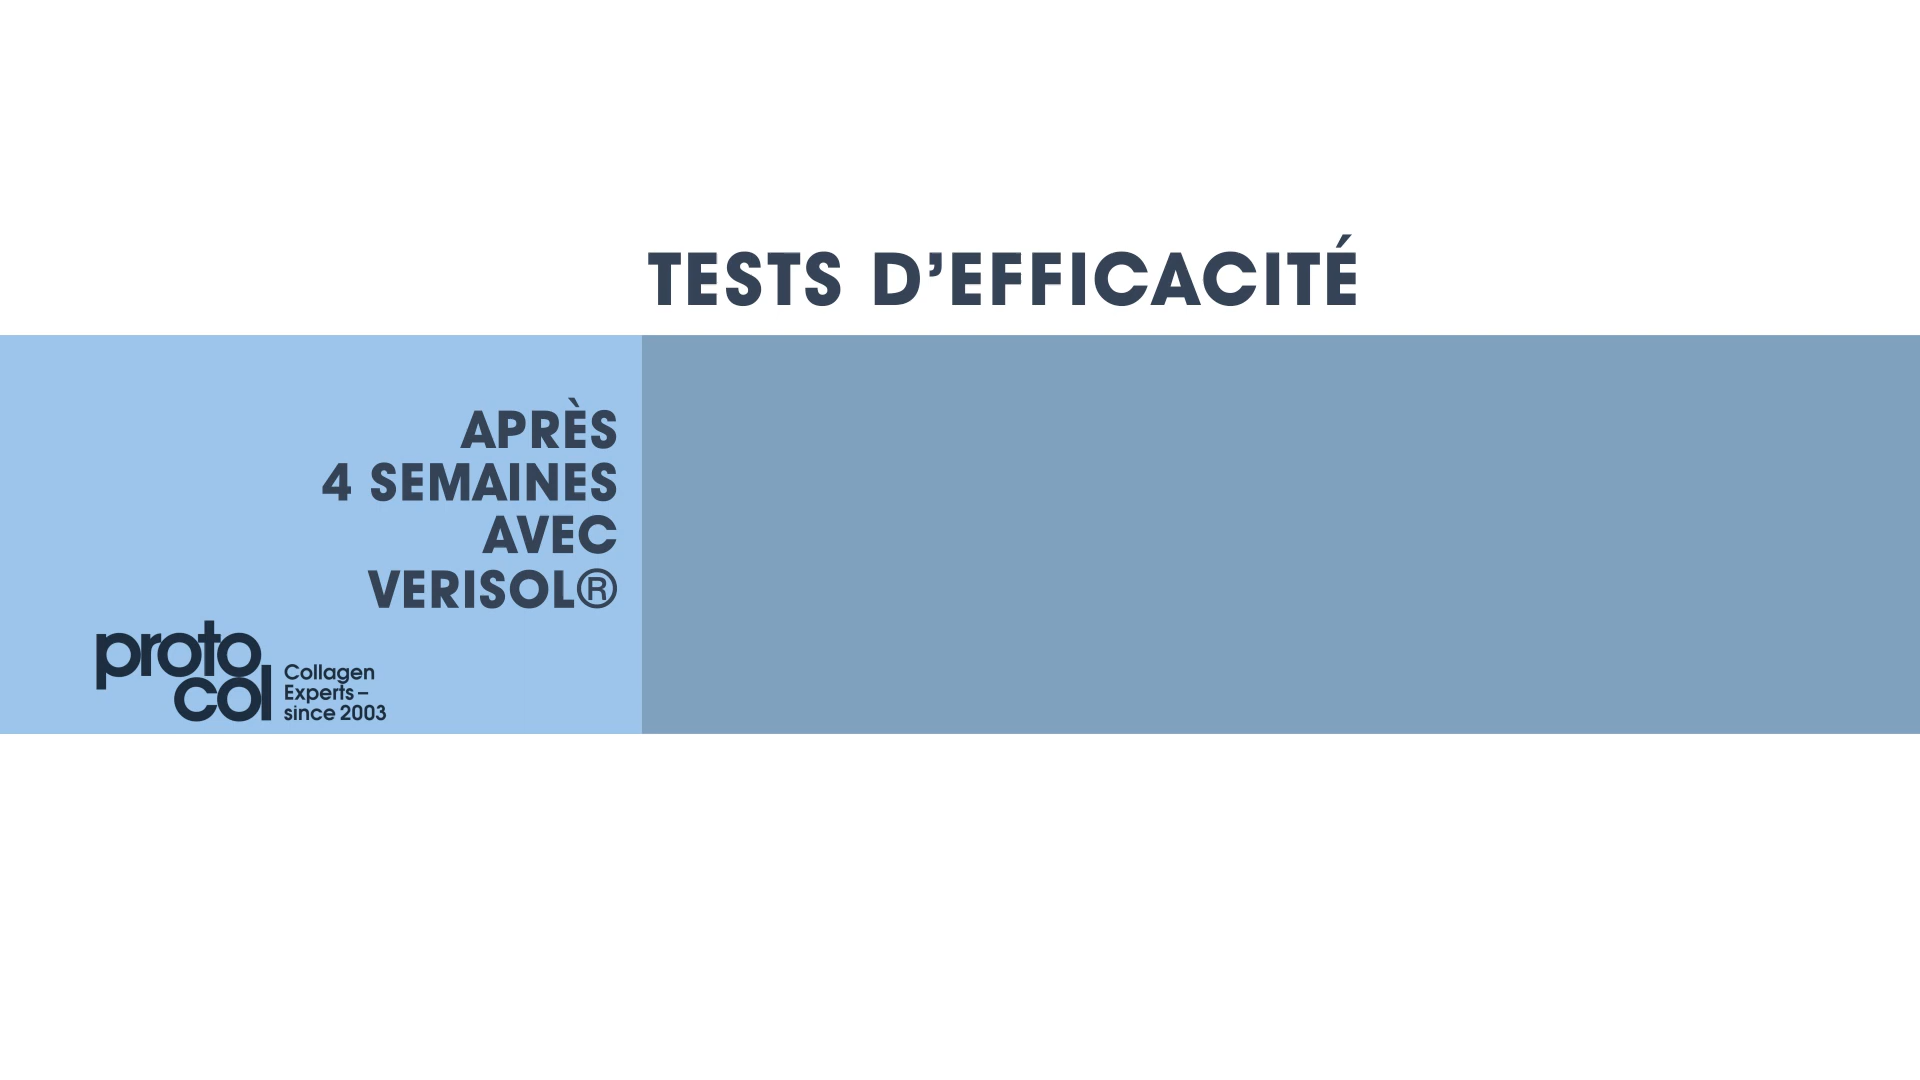 TESTS D’EFFICACITÉ
APRÈS
4 SEMAINES
AVEC
VERISOL®
proto
col
Collagen
Experts –
since 2003